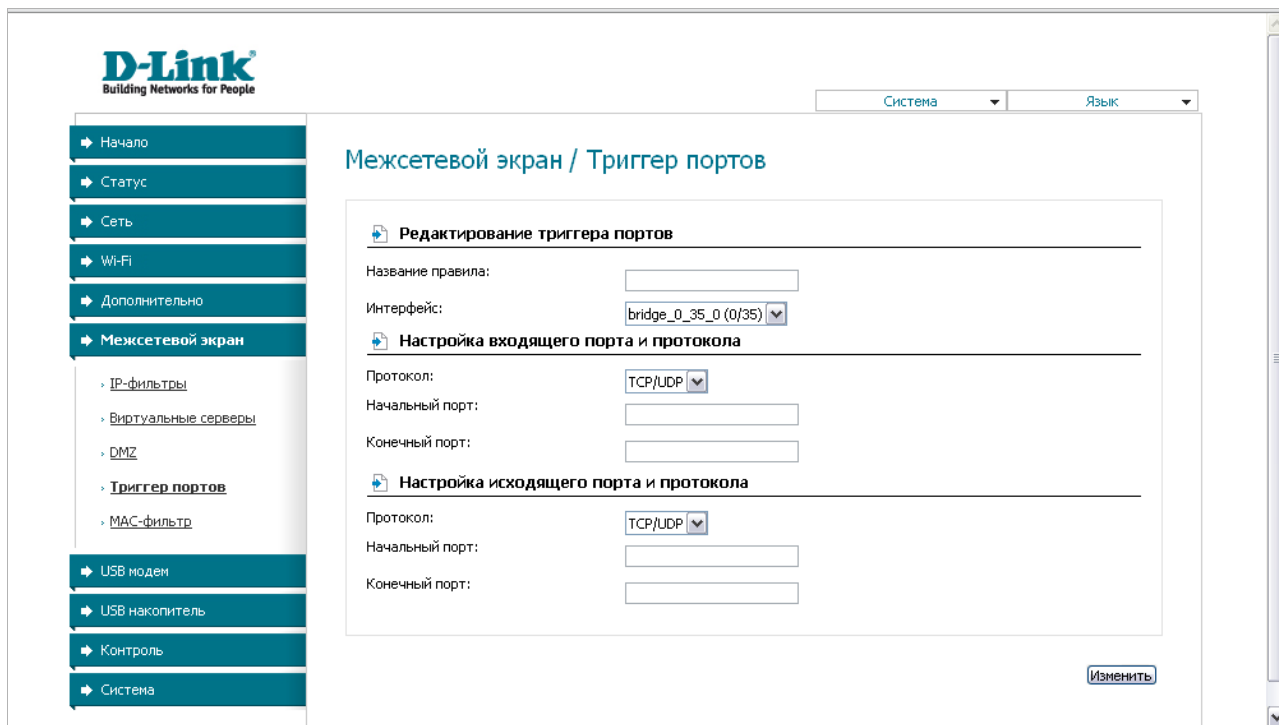 D-Link
Building Networks for People
Система
Язык
Начало
Статус
Сеть
Wi-Fi
Дополнительно
Межсетевой экран
IP-фильтры
Виртуальные серверы
DMZ
Триггер портов
MAC-фильтр
USB модем
USB накопитель
Контроль
Система
Межсетевой экран / Триггер портов
Редактирование триггера портов
Название правила:
Интерфейс: bridge_0_35_0 (0/35)
Настройка входящего порта и протокола
Протокол: TCP/UDP
Начальный порт:
Конечный порт:
Настройка исходящего порта и протокола
Протокол: TCP/UDP
Начальный порт:
Конечный порт:
Изменить